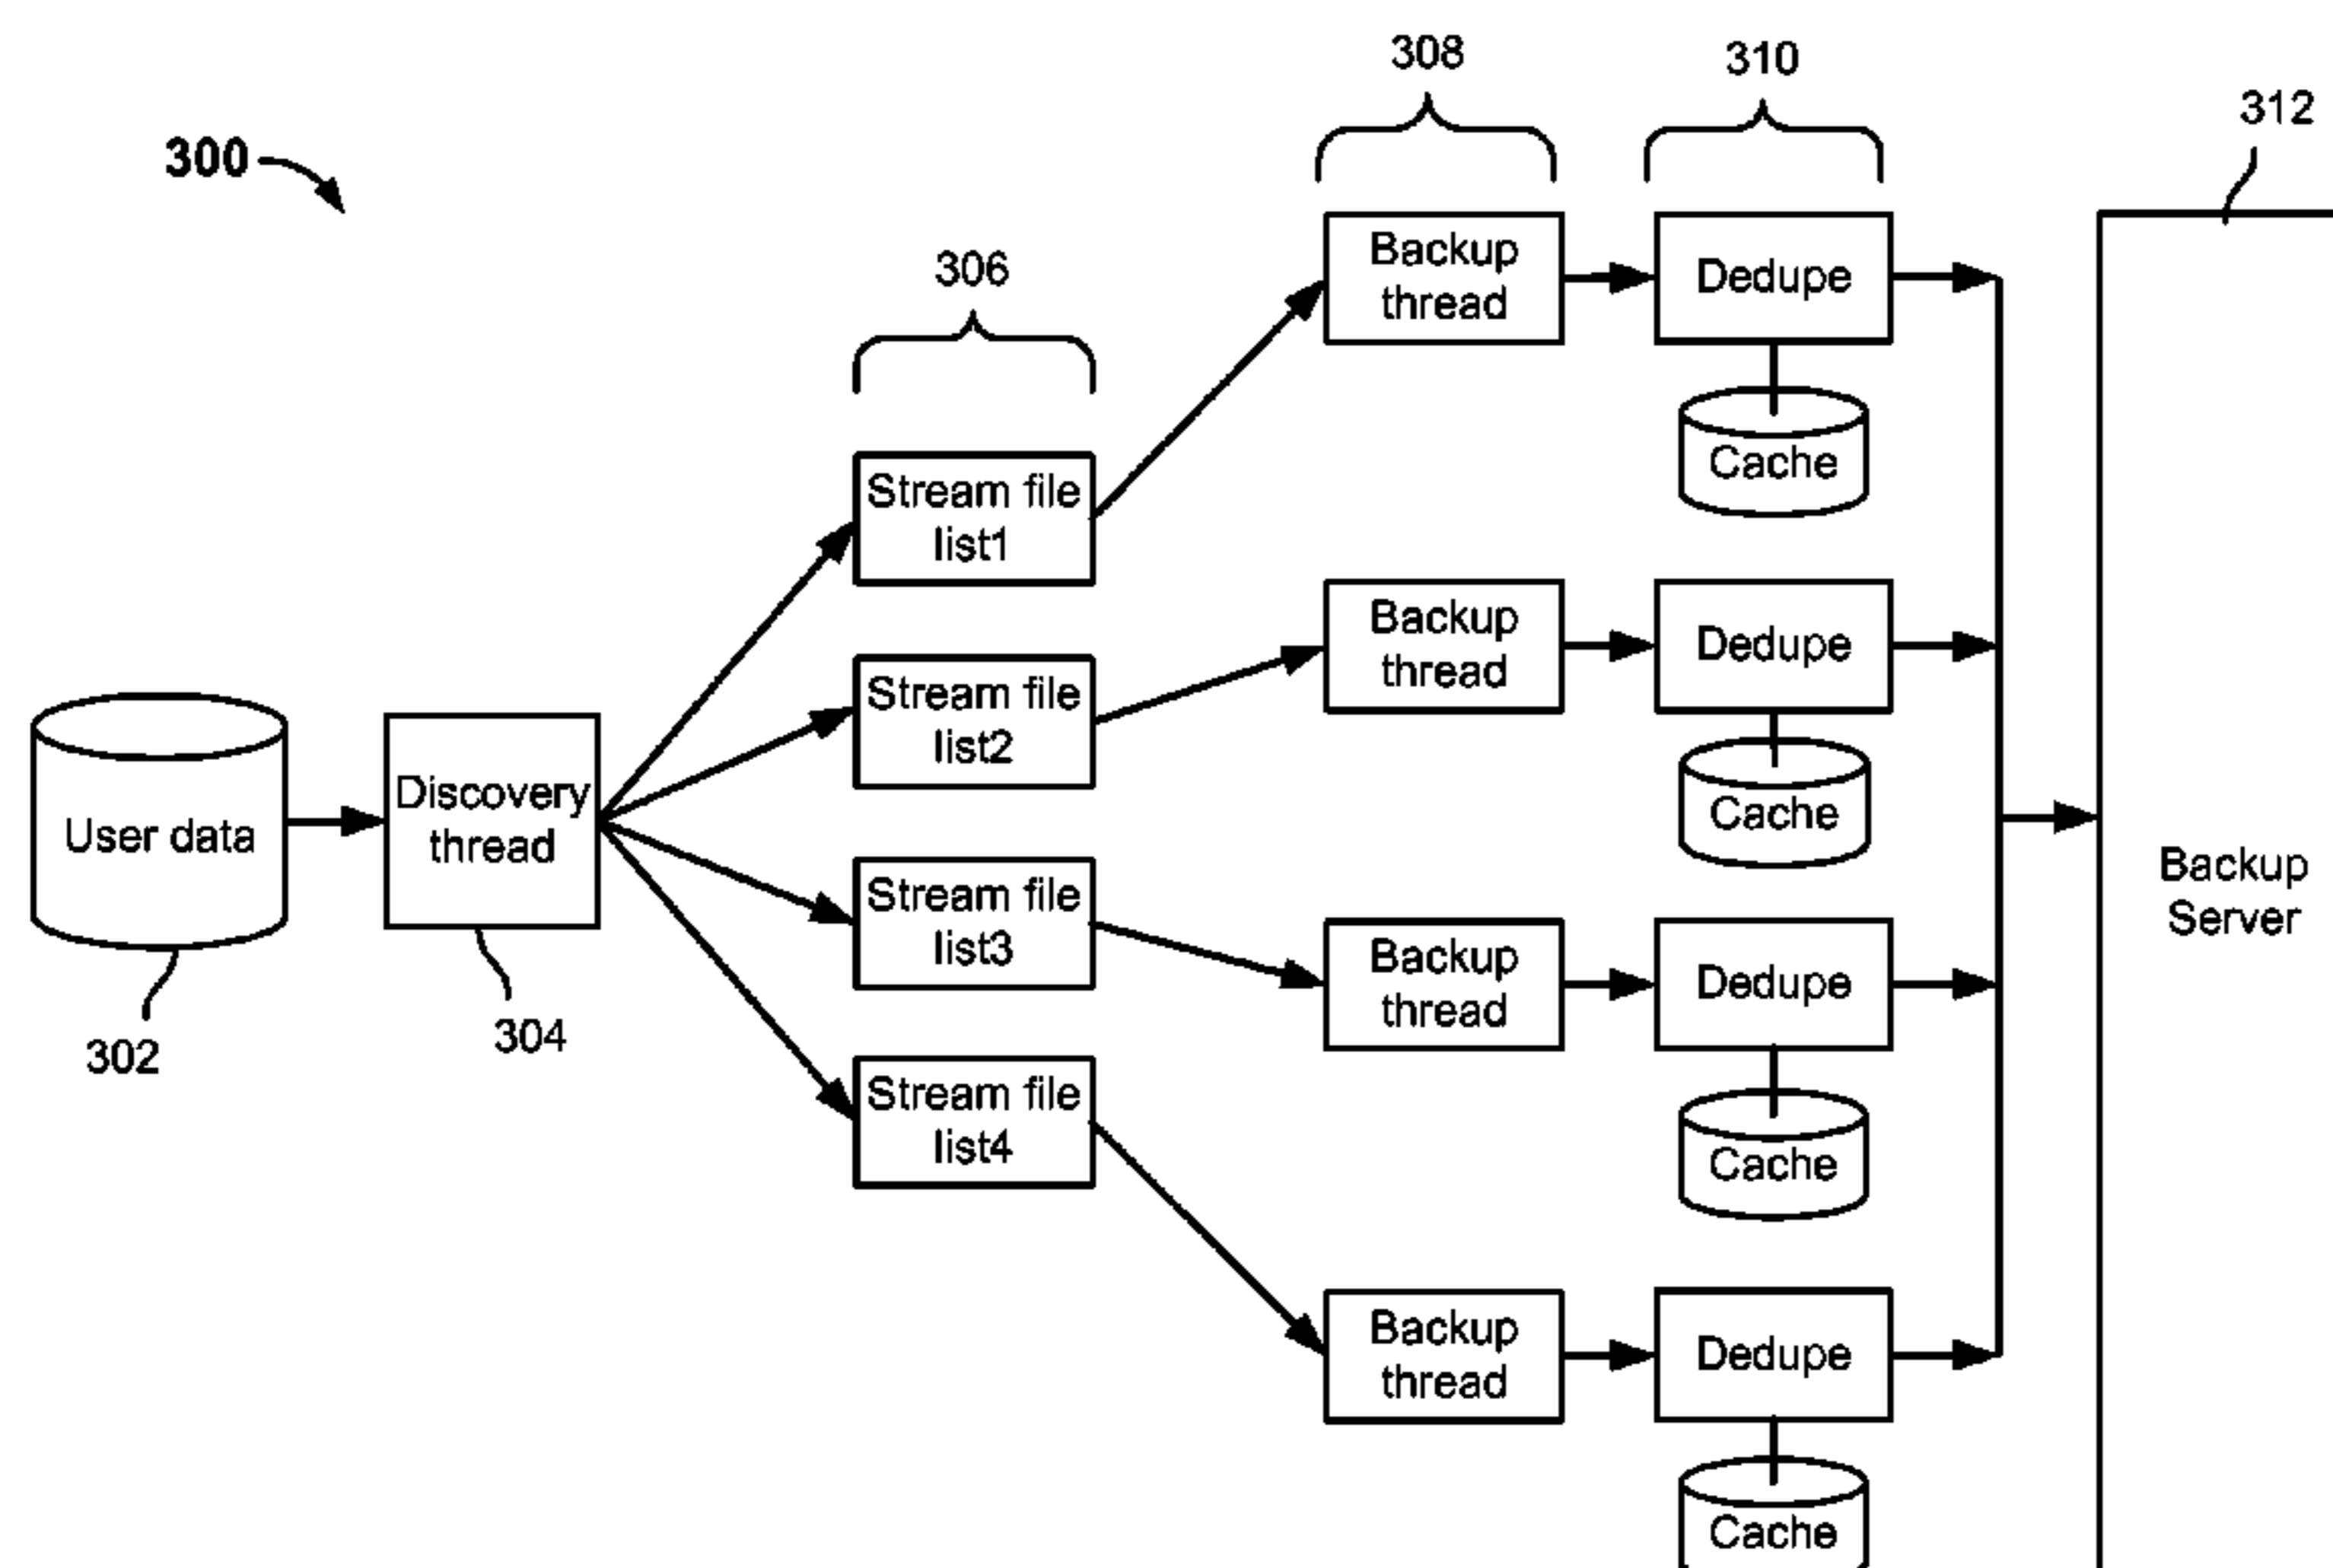 308
310
312
300
306
Backup
thread
Dedupe
Cache
Stream file
list1
Backup
thread
Dedupe
Cache
Stream file
list2
User data
Discovery
thread
Backup
Server
Stream file
list3
Backup
thread
Dedupe
Cache
302
304
Stream file
list4
Backup
thread
Dedupe
Cache